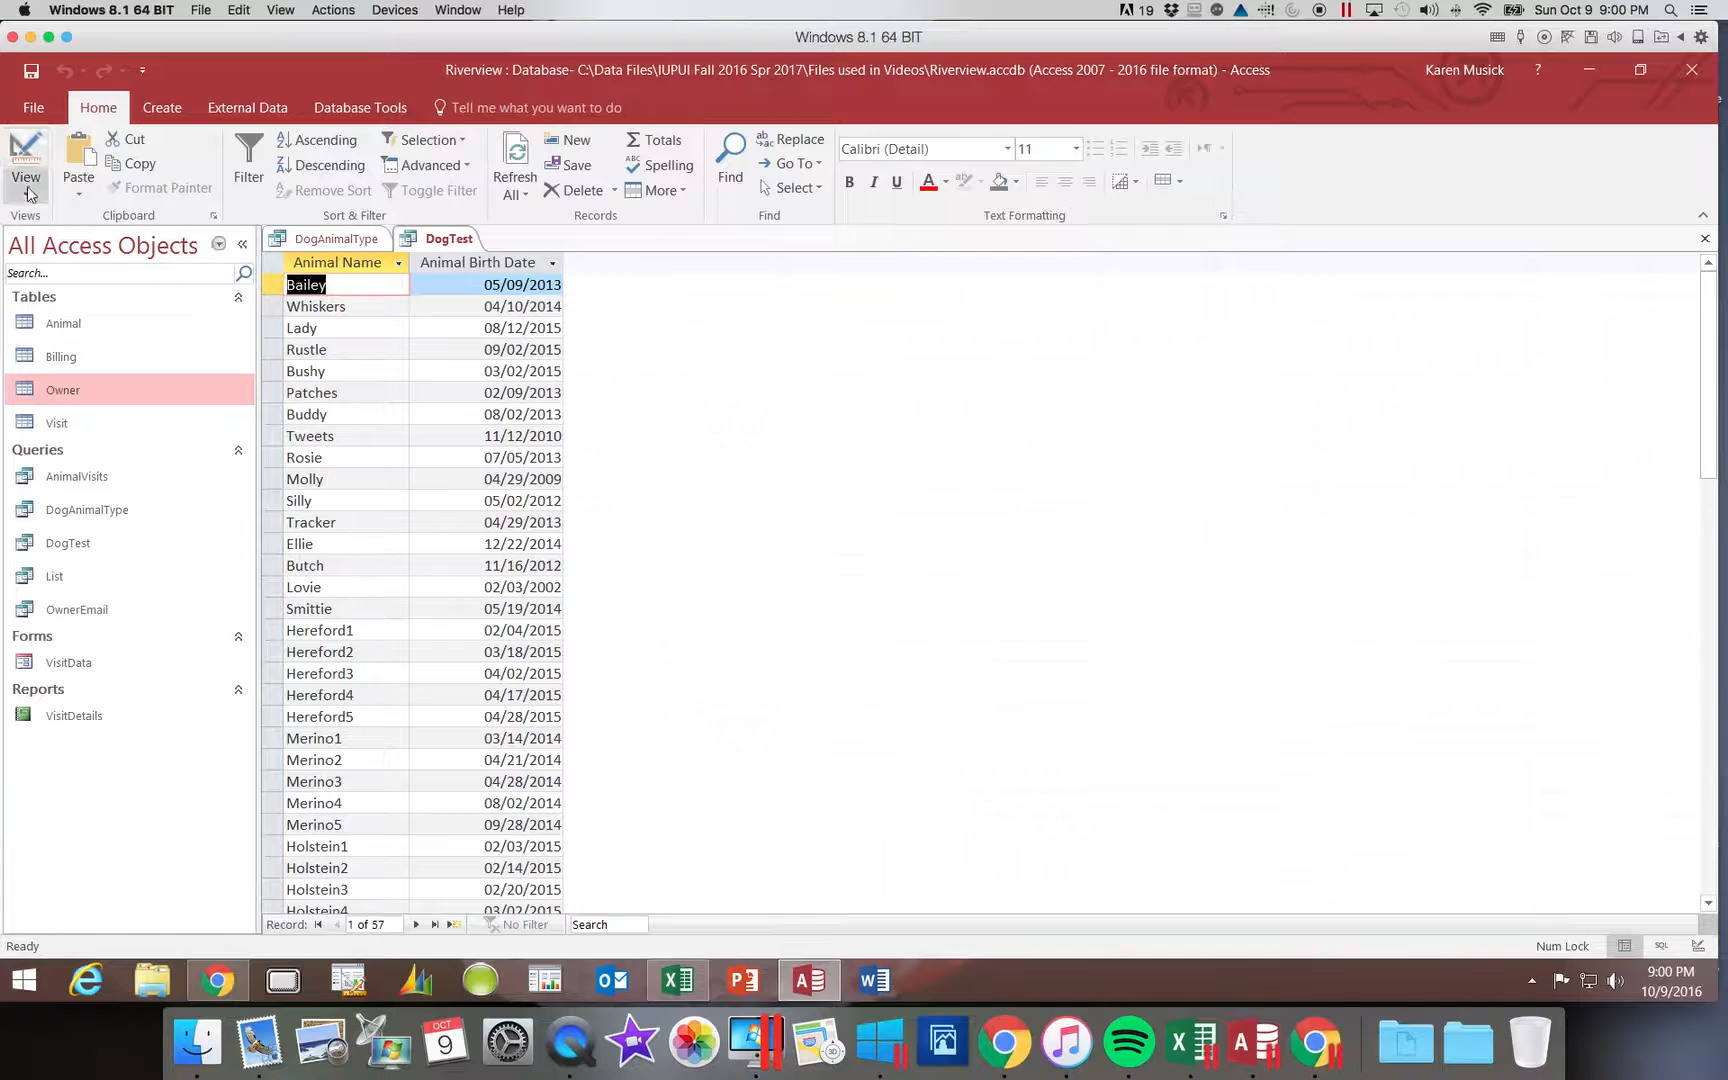 Windows 8.1 64 BIT File Edit View Actions Devices Window Help 19 Sun Oct 9 9:00 PM
Windows 8.1 64 BIT
Riverview : Database- C:\Data Files\IUPUI Fall 2016 Spr 2017\Files used in Videos\Riverview.accdb (Access 2007 - 2016 file format) - Access Karen Musick ?
File Home Create External Data Database Tools Tell me what you want to do
View
Views
Paste
Cut
Copy
Format Painter
Clipboard
Filter
Ascending
Descending
Remove Sort
Selection
Advanced
Toggle Filter
Sort & Filter
Refresh
All
New
Save
Delete
Totals
Spelling
More
Records
Find
Replace
Go To
Select
Find
Calibri (Detail) 11
B I U A
Text Formatting
All Access Objects
Search...
Tables
Animal
Billing
Owner
Visit
Queries
AnimalVisits
DogAnimalType
DogTest
List
OwnerEmail
Forms
VisitData
Reports
VisitDetails
DogAnimalType DogTest
Animal Name Animal Birth Date
Bailey 05/09/2013
Whiskers 04/10/2014
Lady 08/12/2015
Rustle 09/02/2015
Bushy 03/02/2015
Patches 02/09/2013
Buddy 08/02/2013
Tweets 11/12/2010
Rosie 07/05/2013
Molly 04/29/2009
Silly 05/02/2012
Tracker 04/29/2013
Ellie 12/22/2014
Butch 11/16/2012
Lovie 02/03/2002
Smittie 05/19/2014
Hereford1 02/04/2015
Hereford2 03/18/2015
Hereford3 04/02/2015
Hereford4 04/17/2015
Hereford5 04/28/2015
Merino1 03/14/2014
Merino2 04/21/2014
Merino3 04/28/2014
Merino4 08/02/2014
Merino5 09/28/2014
Holstein1 02/03/2015
Holstein2 02/14/2015
Holstein3 02/20/2015
Holstein4 03/02/2015
Record: 1 of 57 No Filter Search
Ready Num Lock SQL
9:00 PM
10/9/2016
OCT
9